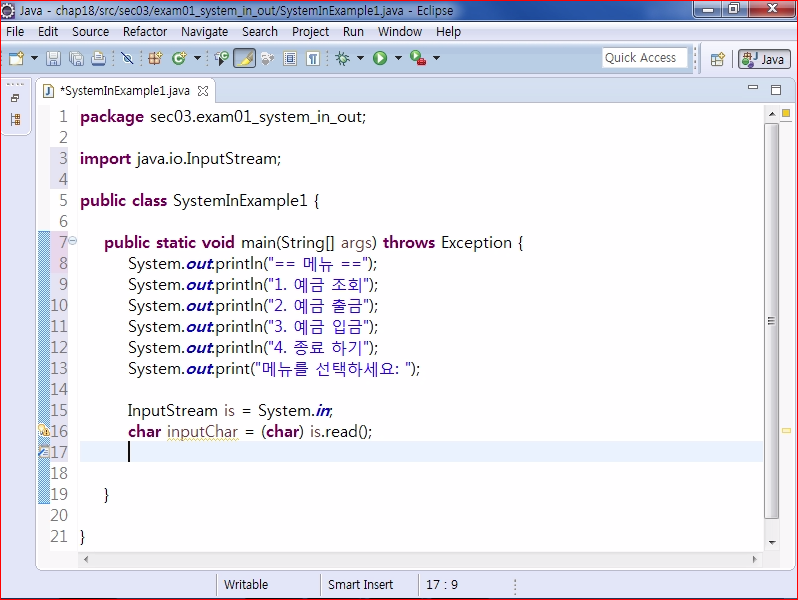 Java - chap18/src/sec03/exam01_system_in_out/SystemInExample1.java - Eclipse
File Edit Source Refactor Navigate Search Project Run Window Help
Quick Access Java
*SystemInExample1.java
1 package sec03.exam01_system_in_out;
2
3 import java.io.InputStream;
4
5 public class SystemInExample1 {
6
7 public static void main(String[] args) throws Exception {
8 System.out.println("== 메뉴 ==");
9 System.out.println("1. 예금 조회");
10 System.out.println("2. 예금 출금");
11 System.out.println("3. 예금 입금");
12 System.out.println("4. 종료 하기");
13 System.out.print("메뉴를 선택하세요: ");
14
15 InputStream is = System.in;
16 char inputChar = (char) is.read();
17
18
19 }
20
21 }
Writable Smart Insert 17 : 9